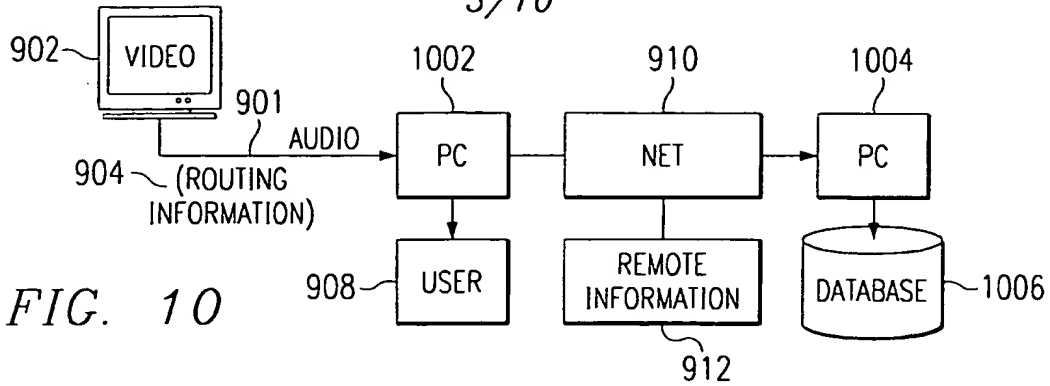 5/10
902
VIDEO
1002
910
1004
901
AUDIO
PC
NET
PC
904
(ROUTING
INFORMATION)
908
USER
REMOTE
INFORMATION
DATABASE
1006
912
FIG. 10